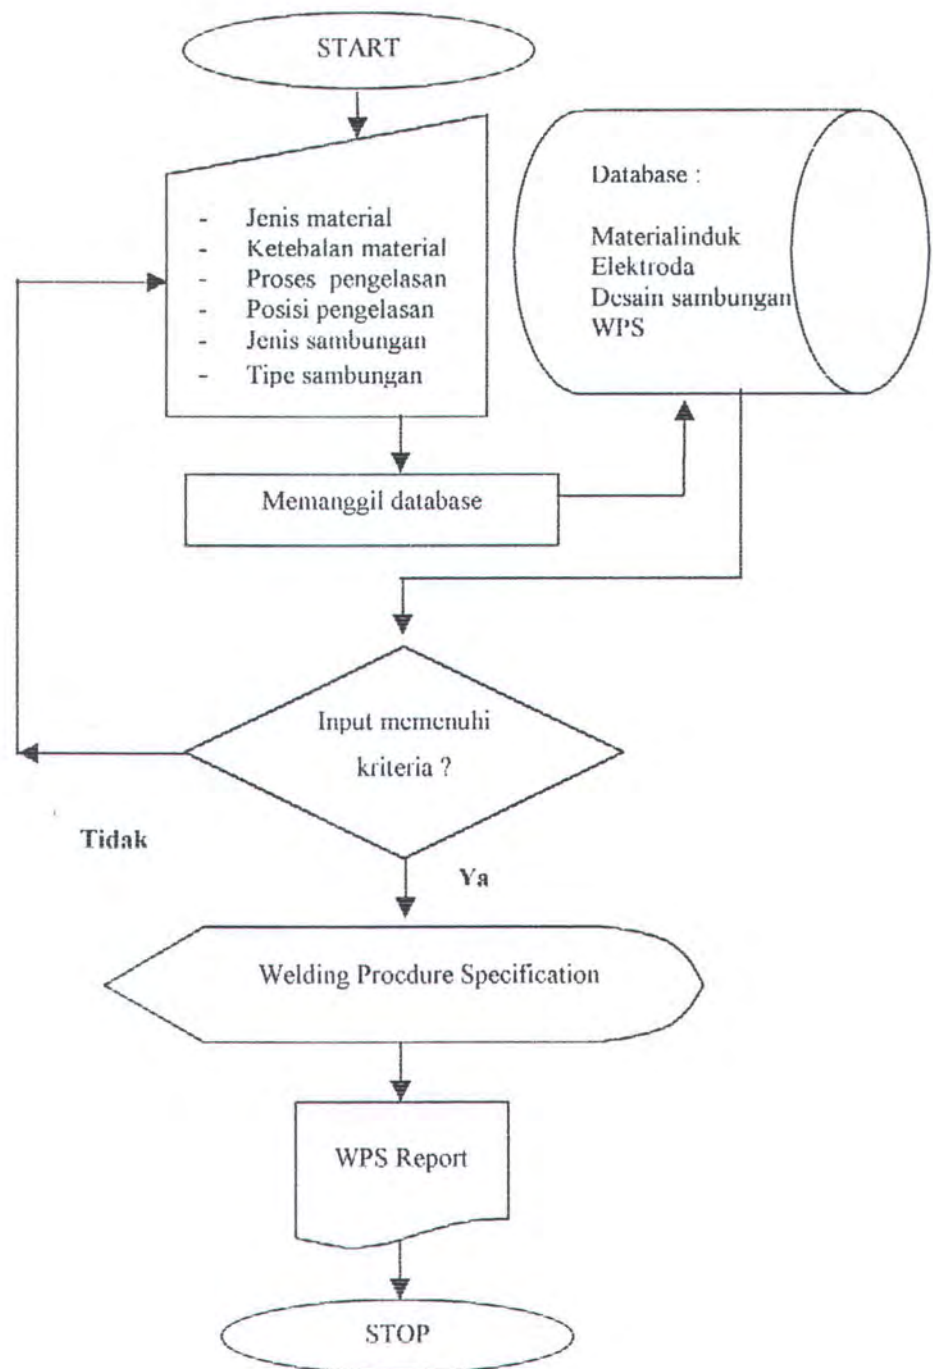 START
- Jenis material
- Ketebalan material
- Proses pengelasan
- Posisi pengelasan
- Jenis sambungan
- Tipe sambungan
Database :
Materialinduk
Elektroda
Desain sambungan
WPS
Memanggil database
Input memenuhi
kriteria ?
Tidak
Ya
Welding Procdure Specification
WPS Report
STOP